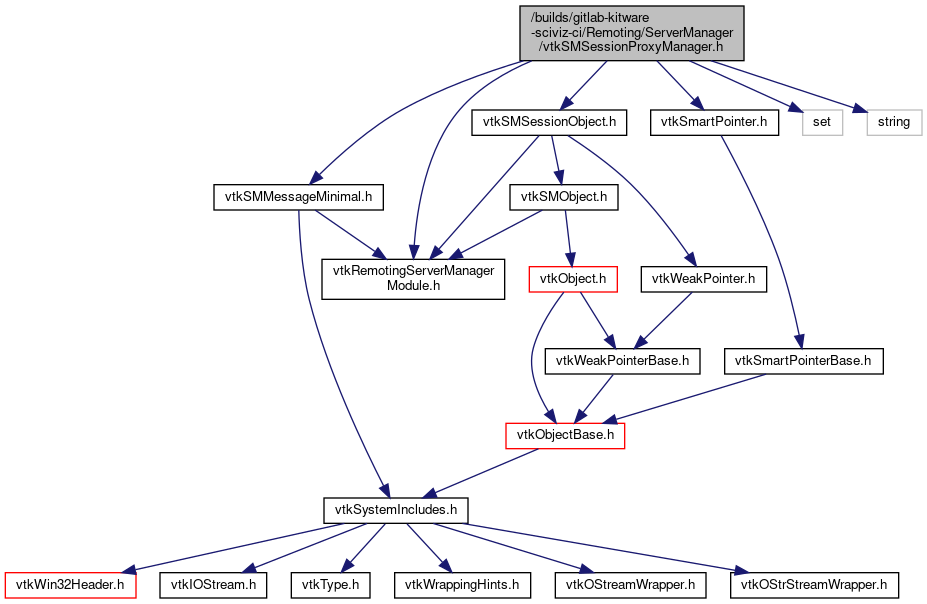 /builds/gitlab-kitware
-sciviz-ci/Remoting/ServerManager
/vtkSMSessionProxyManager.h
vtkSMSessionObject.h
vtkSmartPointer.h
set
string
vtkSMMessageMinimal.h
vtkSMObject.h
vtkRemotingServerManager
Module.h
vtkObject.h
vtkWeakPointer.h
vtkWeakPointerBase.h
vtkSmartPointerBase.h
vtkObjectBase.h
vtkSystemIncludes.h
vtkWin32Header.h
vtkIOStream.h
vtkType.h
vtkWrappingHints.h
vtkOStreamWrapper.h
vtkOStrStreamWrapper.h